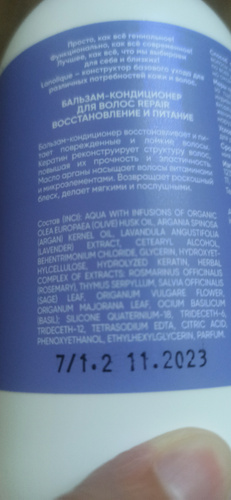 Просто, как всё гениальное!
Функционально, как всё современное!
Лучшее, как всё, что мы выбираем
для себя и близких!
– конструктор базового ухода для
различных потребностей кожи и волос.
БАЛЬЗАМ-КОНДИЦИОНЕР
ДЛЯ ВОЛОС REPAIR
ВОССТАНОВЛЕНИЕ И ПИТАНИЕ
Бальзам-кондиционер восстанавливает и пи-
тает поврежденные и ломкие волосы.
Кератин реконструирует структуру волос,
повышая их прочность и эластичность.
Масло арганы насыщает волосы витаминами
и микроэлементами. Возвращает роскошный
блеск, делает мягкими и послушными.
Состав (INCI): AQUA WITH INFUSIONS OF ORGANIC
OLEA EUROPAEA (OLIVE) HUSK OIL, ARGANIA SPINOSA
(ARGAN) KERNEL OIL, LAVANDULA ANGUSTIFOLIA
(LAVENDER) EXTRACT, CETEARYL ALCOHOL,
BEHENTRIMONIUM CHLORIDE, GLYCERIN, HYDROXYET-
HYLCELLULOSE, HYDROLYZED KERATIN, HERBAL
COMPLEX OF EXTRACTS: ROSMARINUS OFFICINALIS
(ROSEMARY), THYMUS SERPYLLUM, SALVIA OFFICINALIS
(SAGE) LEAF, ORIGANUM VULGARE FLOWER,
ORIGANUM MAJORANA LEAF, OCIUM BASILICUM
(BASIL); SILICONE QUATERNIUM-18, TRIDECETH-6,
TRIDECETH-12, TETRASODIUM EDTA, CITRIC ACID,
PHENOXYETHANOL, ETHYLHEXYLGLYCERIN, PARFUM.
7/1.2 11.2023